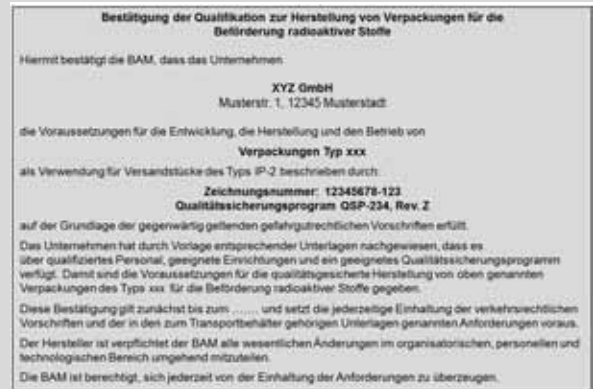 Bestätigung der Qualifikation zur Herstellung von Verpackungen für die
Beförderung radioaktiver Stoffe
Hiermit bestätigt die BAM, dass das Unternehmen
XYZ GmbH
Musterstr. 1, 12345 Musterstadt
die Voraussetzungen für die Entwicklung, die Herstellung und den Betrieb von
Verpackungen Typ xxx
als Verwendung für Versandstücke des Typs IP-2 beschrieben durch:
Zeichnungsnummer: 12345678-123
Qualitätssicherungsprogram QSP-234, Rev. Z
auf der Grundlage der gegenwärtig geltenden gefahrgutrechtlichen Vorschriften erfüllt.
Das Unternehmen hat durch Vorlage entsprechender Unterlagen nachgewiesen, dass es
über qualifiziertes Personal, geeignete Einrichtungen und ein geeignetes Qualitätssicherungsprogramm
verfügt. Damit sind die Voraussetzungen für die qualitätsgesicherte Herstellung von oben genannten
Verpackungen des Typs xxx für die Beförderung radioaktiver Stoffe gegeben.
Diese Bestätigung gilt zunächst bis zum ....... und setzt die jederzeitige Einhaltung der verkehrsrechtlichen
Vorschriften und der in den zum Transportbehälter gehörigen Unterlagen genannten Anforderungen voraus.
Der Hersteller ist verpflichtet der BAM alle wesentlichen Änderungen im organisatorischen, personellen und
technologischen Bereich umgehend mitzuteilen.
Die BAM ist berechtigt, sich jederzeit von der Einhaltung der Anforderungen zu überzeugen.